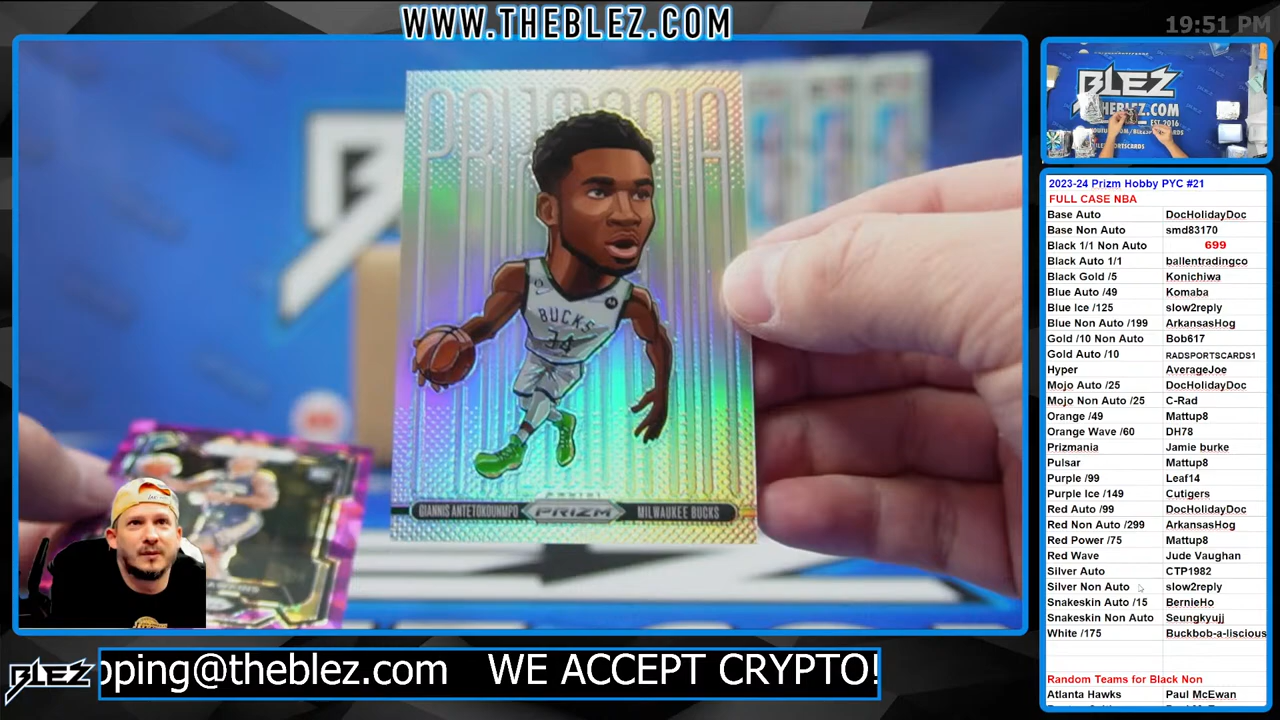 WWW.THEBLEZ.COM
19:51 PM
PRIZMANIA
BUCKS
34
GIANNIS ANTETOKOUNMPO
PANINI
PRIZM
MILWAUKEE BUCKS
BLEZ
THEBLEZ.COM
EST. 2016
2023-24 Prizm Hobby PYC #21
FULL CASE NBA
Base Auto DocHolidayDoc
Base Non Auto smd83170
Black 1/1 Non Auto 699
Black Auto 1/1 ballentradingco
Black Gold /5 Konichiwa
Blue Auto /49 Komaba
Blue Ice /125 slow2reply
Blue Non Auto /199 ArkansasHog
Gold /10 Non Auto Bob617
Gold Auto /10 RADSPORTSCARDS1
Hyper AverageJoe
Mojo Auto /25 DocHolidayDoc
Mojo Non Auto /25 C-Rad
Orange /49 Mattup8
Orange Wave /60 DH78
Prizmania Jamie burke
Pulsar Mattup8
Purple /99 Leaf14
Purple Ice /149 Cutigers
Red Auto /99 DocHolidayDoc
Red Non Auto /299 ArkansasHog
Red Power /75 Mattup8
Red Wave Jude Vaughan
Silver Auto CTP1982
Silver Non Auto slow2reply
Snakeskin Auto /15 BernieHo
Snakeskin Non Auto Seungkyujj
White /175 Buckbob-a-liscious
Random Teams for Black Non
Atlanta Hawks Paul McEwan
BLEZ
pping@theblez.com WE ACCEPT CRYPTO!